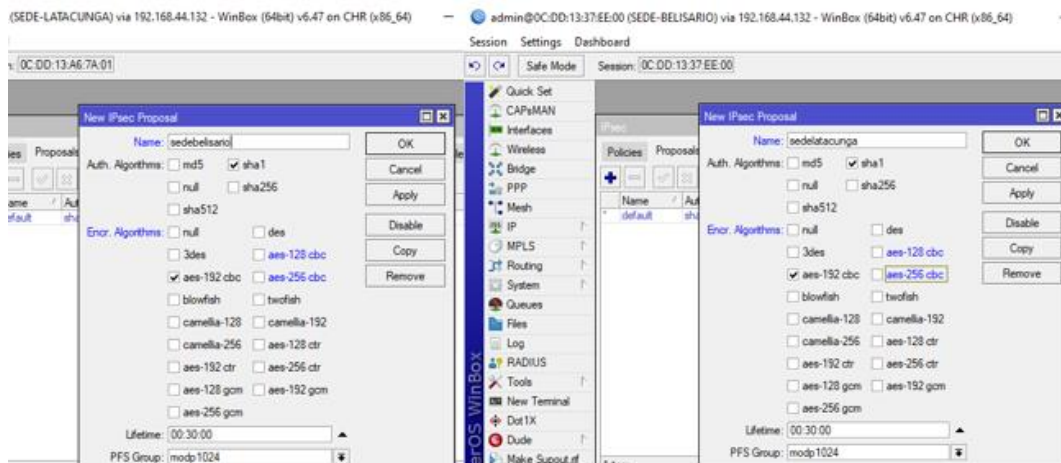 (SEDE-LATACUNGA) via 192.168.44.132 - WinBox (64bit) v6.47 on CHR (x86_64)
0C:DD:13:A6:7A:01
New IPsec Proposal
Name: sedebelisario
Proposals
Auth. Algorithms: md5 sha1
null sha256
sha512
Encr. Algorithms: null des
3des aes-128 cbc
aes-192 cbc aes-256 cbc
blowfish twofish
camellia-128 camellia-192
camellia-256 aes-128 ctr
aes-192 ctr aes-256 ctr
aes-128 gcm aes-192 gcm
aes-256 gcm
Lifetime: 00:30:00
PFS Group: modp1024
OK
Cancel
Apply
Disable
Copy
Remove
admin@0C:DD:13:37:EE:00 (SEDE-BELISARIO) via 192.168.44.132 - WinBox (64bit) v6.47 on CHR (x86_64)
Session Settings Dashboard
Safe Mode Session: 0C:DD:13:37:EE:00
Quick Set
CAPsMAN
Interfaces
Wireless
Bridge
PPP
Mesh
IP
MPLS
Routing
System
Queues
Files
Log
RADIUS
Tools
New Terminal
Dot1X
Dude
Make Supout.rif
WinBox
IPsec
Policies Proposals
Name
default
New IPsec Proposal
Name: sedelatacunga
Auth. Algorithms: md5 sha1
null sha256
sha512
Encr. Algorithms: null des
3des aes-128 cbc
aes-192 cbc aes-256 cbc
blowfish twofish
camellia-128 camellia-192
camellia-256 aes-128 ctr
aes-192 ctr aes-256 ctr
aes-128 gcm aes-192 gcm
aes-256 gcm
Lifetime: 00:30:00
PFS Group: modp1024
OK
Cancel
Apply
Disable
Copy
Remove